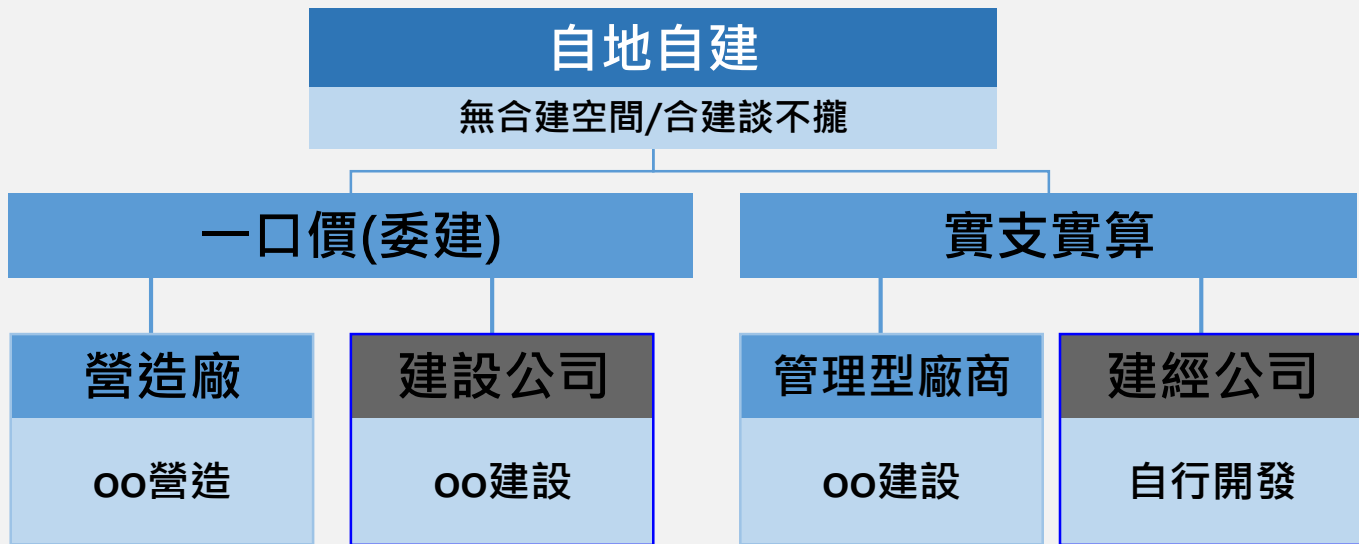 自地自建
無合建空間/合建談不攏
一口價(委建)
實支實算
營造廠
建設公司
管理型廠商
建經公司
oo營造
oo建設
oo建設
自行開發